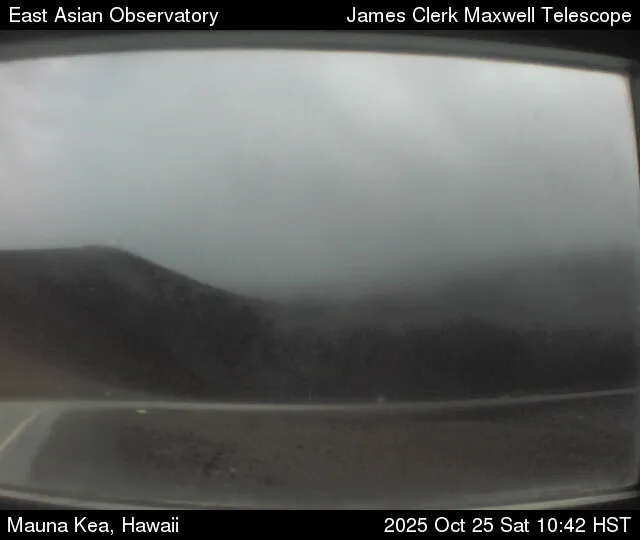 East Asian Observatory
James Clerk Maxwell Telescope
Mauna Kea, Hawaii
2025 Oct 25 Sat 10:42 HST